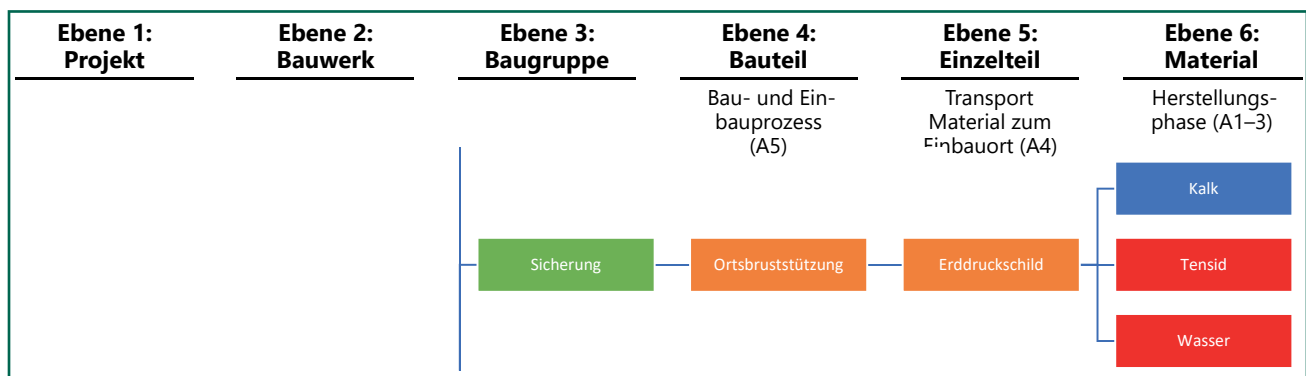 Ebene 1:
Projekt
Ebene 2:
Bauwerk
Ebene 3:
Baugruppe
Ebene 4:
Bauteil
Ebene 5:
Einzelteil
Ebene 6:
Material
Bau- und Ein-
bauprozess
(A5)
Transport
Material zum
Einbauort (A4)
Herstellungs-
phase (A1–3)
Kalk
Sicherung
Ortsbruststützung
Erddruckschild
Tensid
Wasser